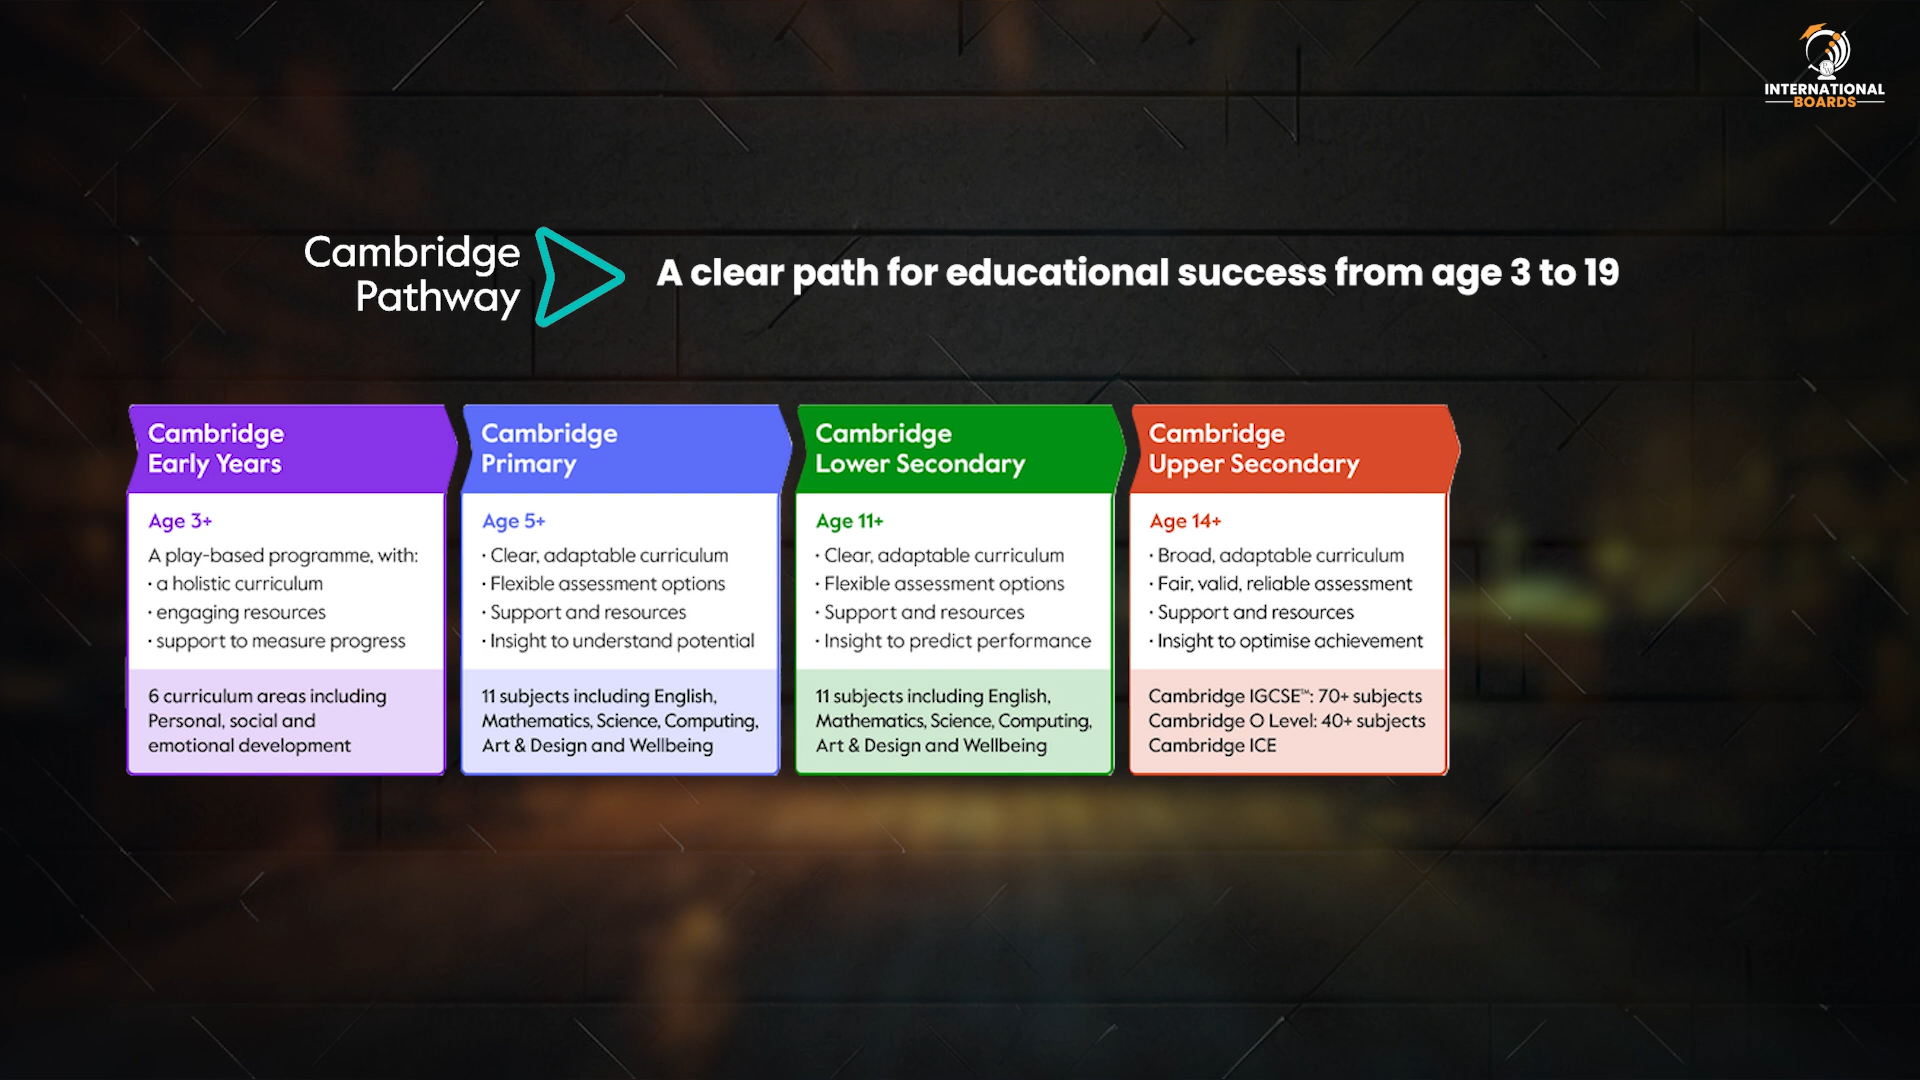 INTERNATIONAL
BOARDS
Cambridge
Pathway
A clear path for educational success from age 3 to 19
Cambridge
Early Years
Age 3+
A play-based programme, with:
· a holistic curriculum
· engaging resources
· support to measure progress
6 curriculum areas including
Personal, social and
emotional development
Cambridge
Primary
Age 5+
· Clear, adaptable curriculum
· Flexible assessment options
· Support and resources
· Insight to understand potential
11 subjects including English,
Mathematics, Science, Computing,
Art & Design and Wellbeing
Cambridge
Lower Secondary
Age 11+
· Clear, adaptable curriculum
· Flexible assessment options
· Support and resources
· Insight to predict performance
11 subjects including English,
Mathematics, Science, Computing,
Art & Design and Wellbeing
Cambridge
Upper Secondary
Age 14+
· Broad, adaptable curriculum
· Fair, valid, reliable assessment
· Support and resources
· Insight to optimise achievement
Cambridge IGCSE™: 70+ subjects
Cambridge O Level: 40+ subjects
Cambridge ICE